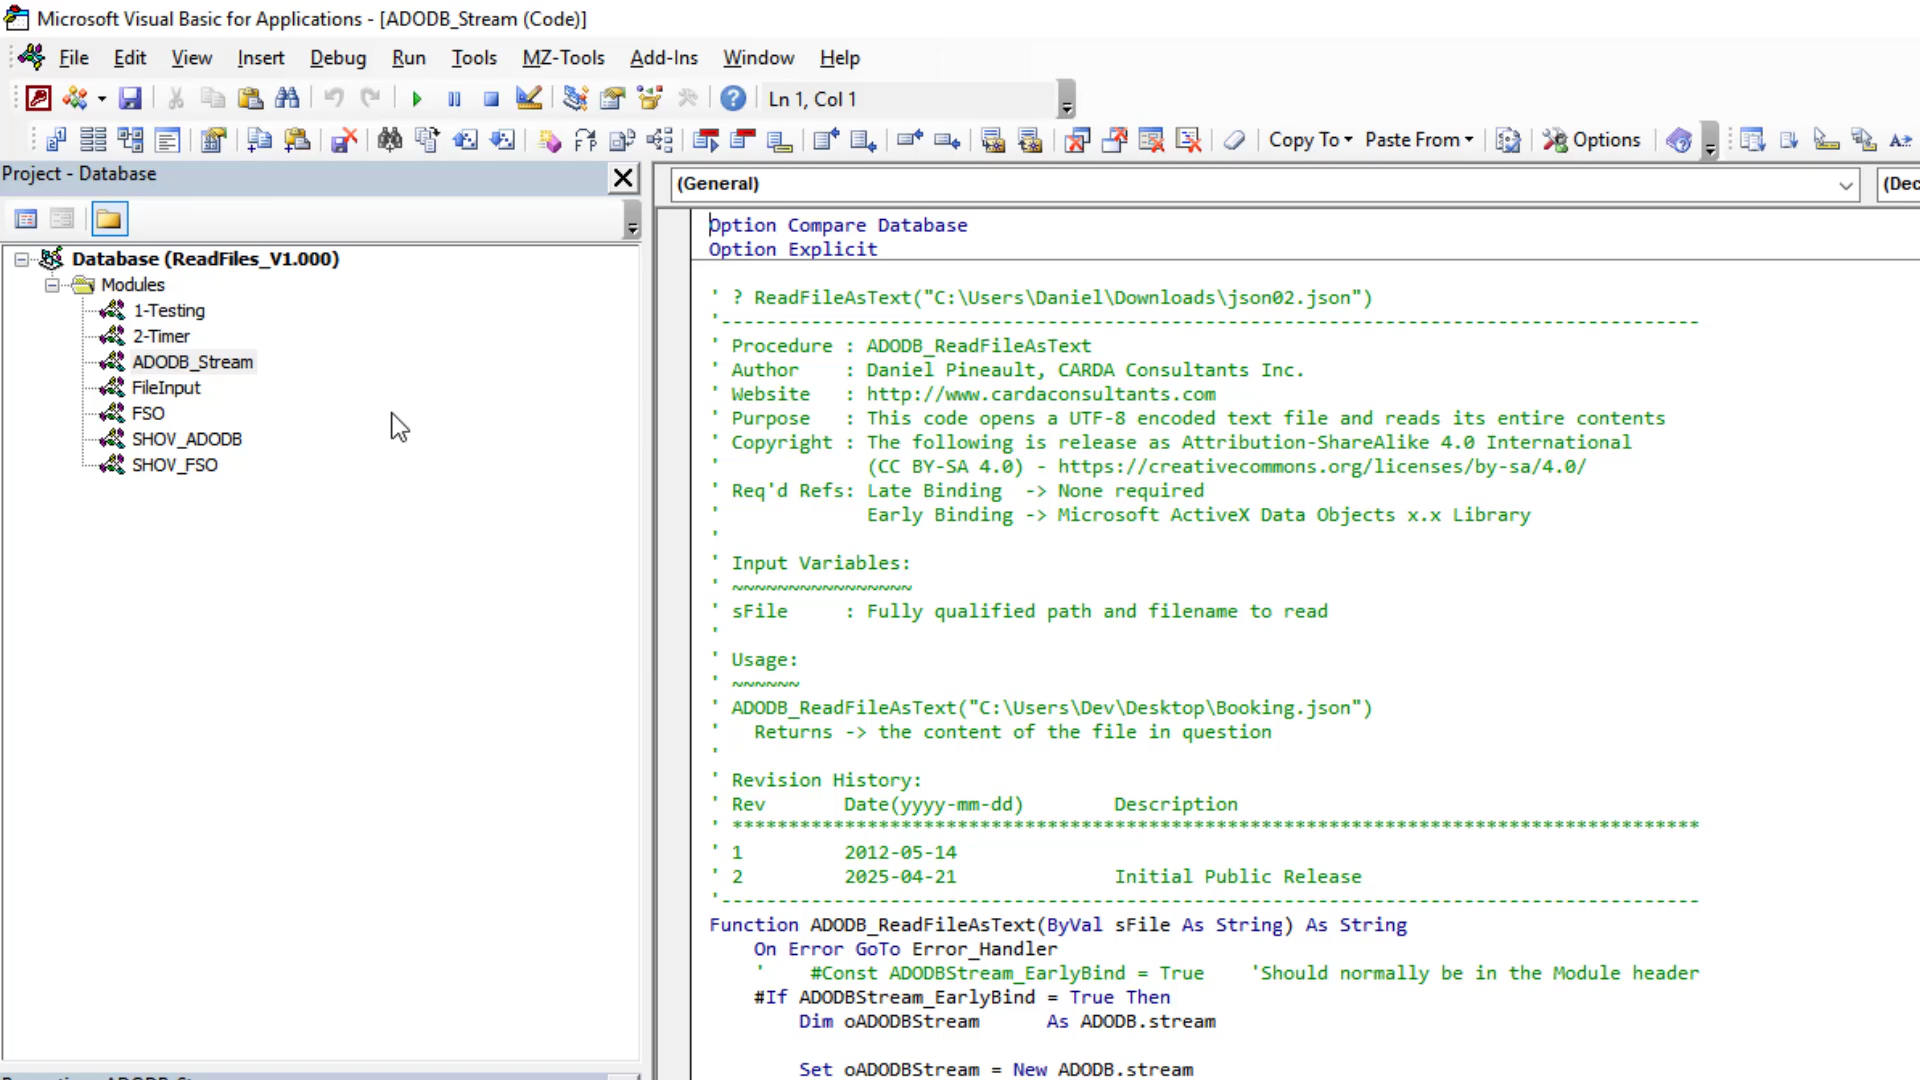 Microsoft Visual Basic for Applications - [ADODB_Stream (Code)]
File Edit View Insert Debug Run Tools MZ-Tools Add-Ins Window Help
Ln 1, Col 1
Copy To Paste From Options
Project - Database
(General)
Database (ReadFiles_V1.000)
Modules
1-Testing
2-Timer
ADODB_Stream
FileInput
FSO
SHOV_ADODB
SHOV_FSO
Option Compare Database
Option Explicit
' ? ReadFileAsText("C:\Users\Daniel\Downloads\json02.json")
'---------------------------------------------------------------------------------------
' Procedure : ADODB_ReadFileAsText
' Author    : Daniel Pineault, CARDA Consultants Inc.
' Website   : http://www.cardaconsultants.com
' Purpose   : This code opens a UTF-8 encoded text file and reads its entire contents
' Copyright : The following is release as Attribution-ShareAlike 4.0 International
'             (CC BY-SA 4.0) - https://creativecommons.org/licenses/by-sa/4.0/
' Req'd Refs: Late Binding  -> None required
'             Early Binding -> Microsoft ActiveX Data Objects x.x Library
'
' Input Variables:
' ~~~~~~~~~~~~~~~~
' sFile     : Fully qualified path and filename to read
'
' Usage:
' ~~~~~~
' ADODB_ReadFileAsText("C:\Users\Dev\Desktop\Booking.json")
'   Returns -> the content of the file in question
'
' Revision History:
' Rev       Date(yyyy-mm-dd)        Description
' **************************************************************************************
' 1         2012-05-14
' 2         2025-04-21              Initial Public Release
'---------------------------------------------------------------------------------------
Function ADODB_ReadFileAsText(ByVal sFile As String) As String
    On Error GoTo Error_Handler
    '    #Const ADODBStream_EarlyBind = True    'Should normally be in the Module header
    #If ADODBStream_EarlyBind = True Then
        Dim oADODBStream      As ADODB.stream
        Set oADODBStream = New ADODB.stream